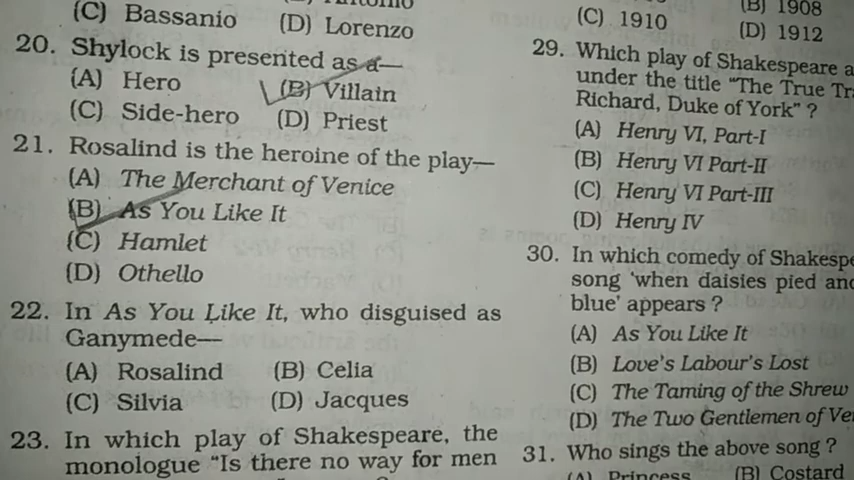 (C) Bassanio (D) Lorenzo
20. Shylock is presented as a—
(A) Hero (B) Villain
(C) Side-hero (D) Priest
21. Rosalind is the heroine of the play—
(A) The Merchant of Venice
(B) As You Like It
(C) Hamlet
(D) Othello
22. In As You Like It, who disguised as
Ganymede—
(A) Rosalind (B) Celia
(C) Silvia (D) Jacques
23. In which play of Shakespeare, the
monologue "Is there no way for men
(B) 1908
(C) 1910
(D) 1912
29. Which play of Shakespeare
under the title "The True
Richard, Duke of York" ?
(A) Henry VI, Part-I
(B) Henry VI Part-II
(C) Henry VI Part-III
(D) Henry IV
30. In which comedy of
song 'when daisies pied
blue' appears ?
(A) As You Like It
(B) Love's Labour's Lost
(C) The Taming of the Shrew
(D) The Two Gentlemen of
31. Who sings the above song ?
(A) Princess (B) Costard